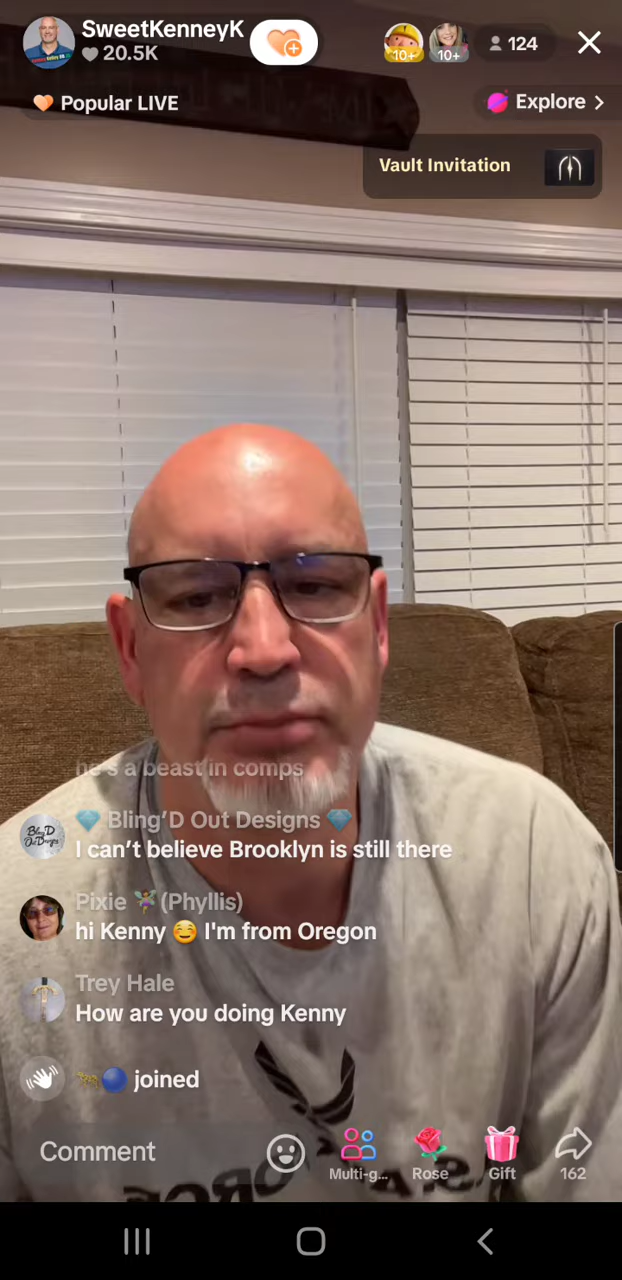 SweetKenneyK
20.5K
10+
10+
124
Popular LIVE
Explore >
Vault Invitation
he's a beast in comps
Bling'D Out Designs
I can't believe Brooklyn is still there
Pixie 🧚‍♀️(Phyllis)
hi Kenny 😊 I'm from Oregon
Trey Hale
How are you doing Kenny
joined
Comment
Multi-g...
Rose
Gift
162